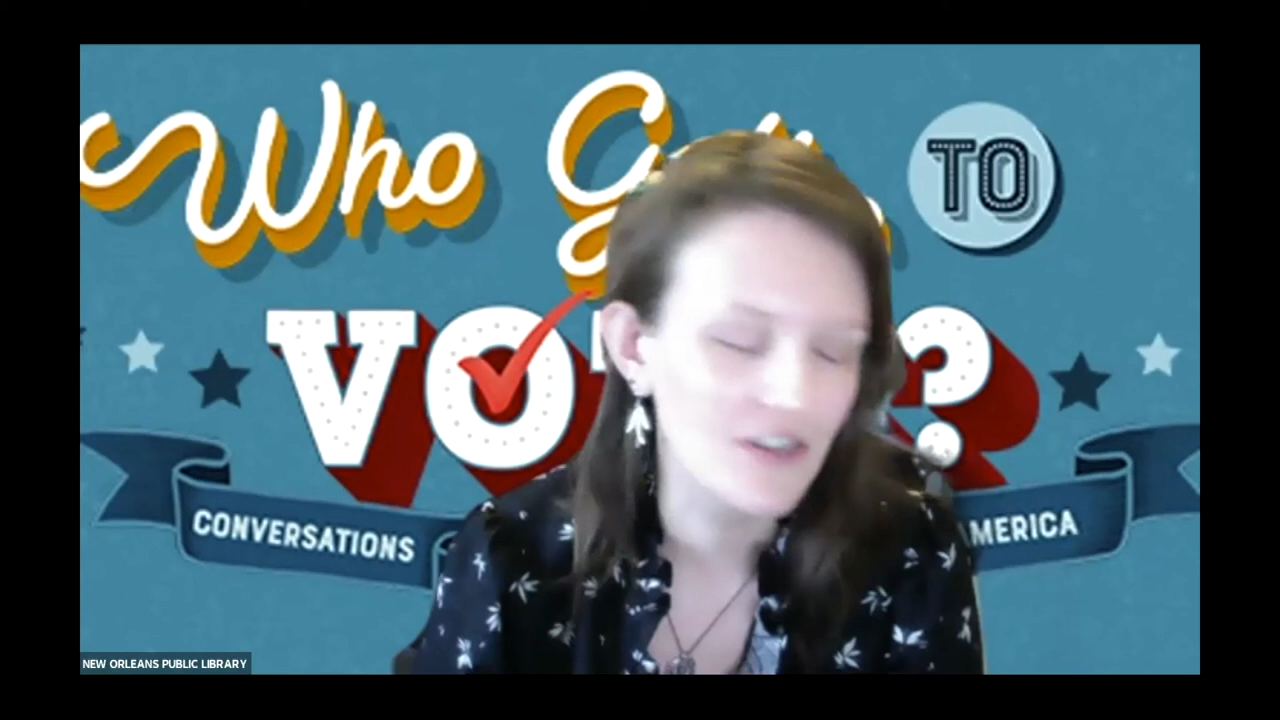 Who G
TO
VO ?
CONVERSATIONS
AMERICA
NEW ORLEANS PUBLIC LIBRARY